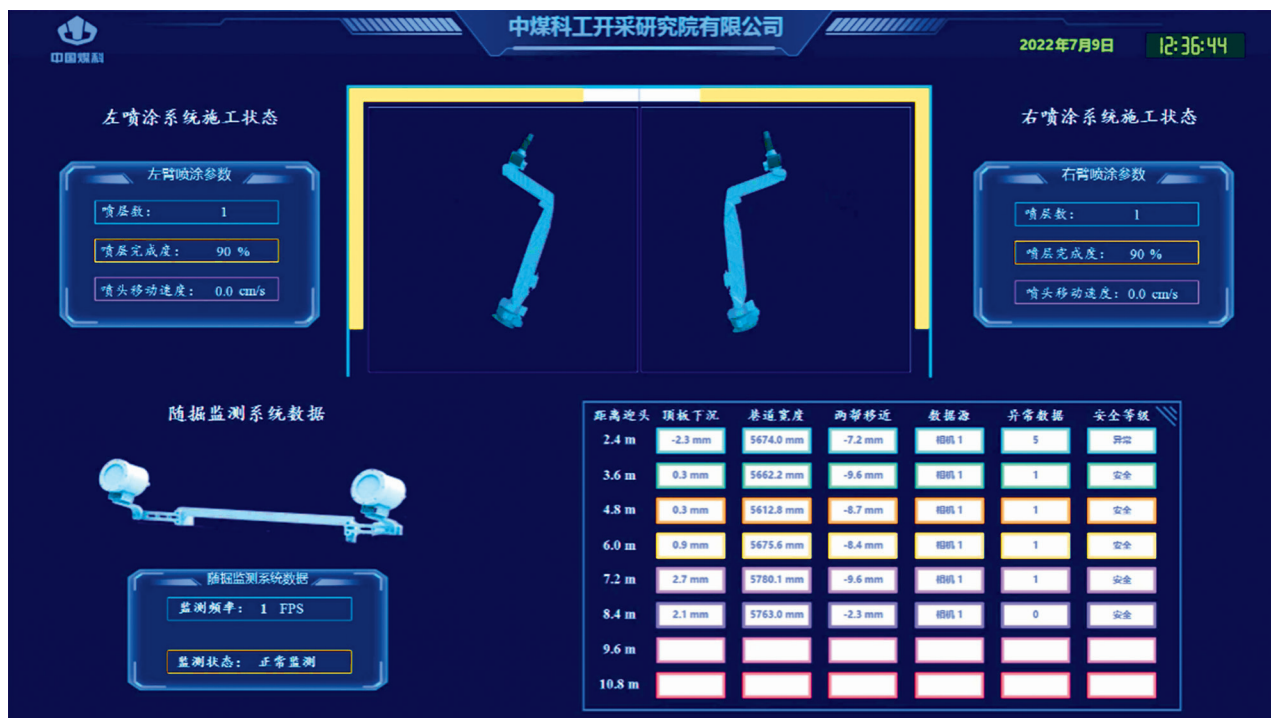 中煤科工开采研究院有限公司
中国煤科
2022年7月9日 12:36:44
左喷涂系统施工状态
左臂喷涂参数
喷层数： 1
喷层完成度： 90 %
喷头移动速度： 0.0 cm/s
右喷涂系统施工状态
右臂喷涂参数
喷层数： 1
喷层完成度： 90 %
喷头移动速度：0.0 cm/s
随掘监测系统数据
随掘监测系统数据
监测频率： 1 FPS
监测状态： 正常监测
距离迎头 顶板下沉 巷道宽度 两帮移近 数据源 异常数据 安全等级
2.4 m -2.3 mm 5674.0 mm -7.2 mm 相机 1 5 异常
3.6 m 0.3 mm 5662.2 mm -9.6 mm 相机 1 1 安全
4.8 m 0.3 mm 5612.8 mm -8.7 mm 相机 1 1 安全
6.0 m 0.9 mm 5675.6 mm -8.4 mm 相机 1 1 安全
7.2 m 2.7 mm 5780.1 mm -9.6 mm 相机 1 1 安全
8.4 m 2.1 mm 5763.0 mm -2.3 mm 相机 1 0 安全
9.6 m
10.8 m